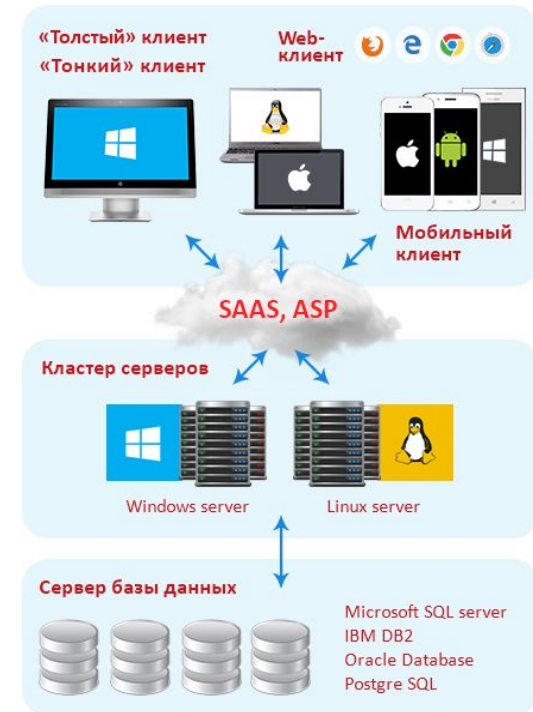 «Толстый» клиент
«Тонкий» клиент
Web-
клиент
Мобильный
клиент
SAAS, ASP
Кластер серверов
Windows server
Linux server
Сервер базы данных
Microsoft SQL server
IBM DB2
Oracle Database
Postgre SQL